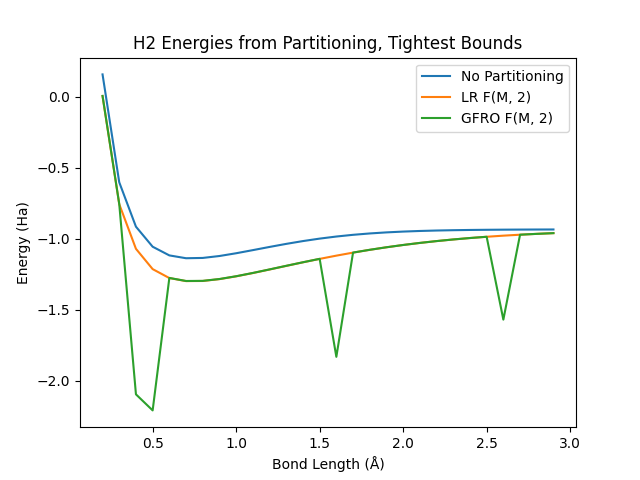 H2 Energies from Partitioning, Tightest Bounds
No Partitioning
LR F(M, 2)
GFRO F(M, 2)
Energy (Ha)
0.0
−0.5
−1.0
−1.5
−2.0
0.5
1.0
1.5
2.0
2.5
3.0
Bond Length (Å)